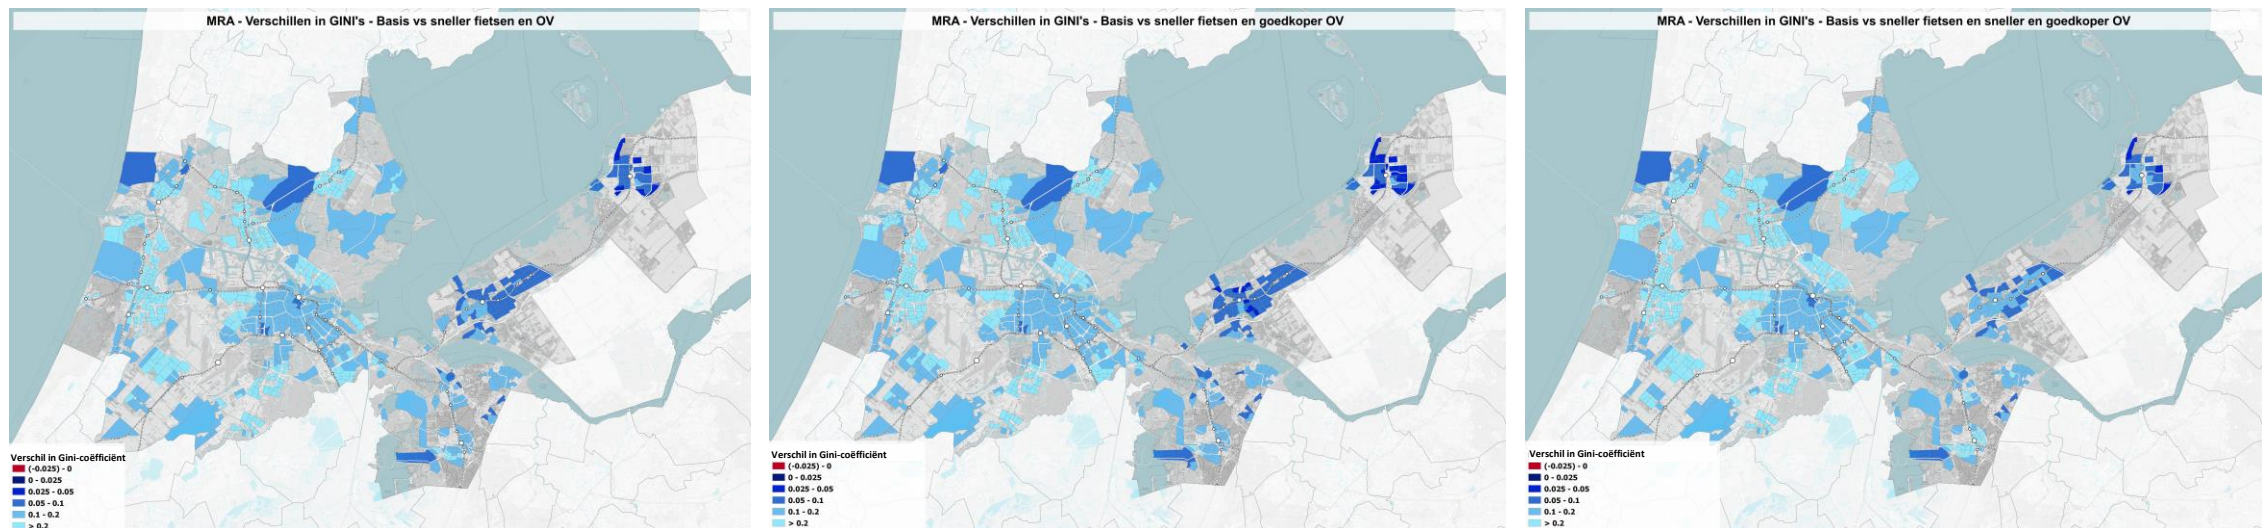 MRA - Verschillen in GINI's - Basis vs sneller fietsen en OV
Verschil in Gini-coëfficiënt
(-0.025) - 0
0 - 0.025
0.025 - 0.05
0.05 - 0.1
0.1 - 0.2
> 0.2
MRA - Verschillen in GINI's - Basis vs sneller fietsen en goedkoper OV
Verschil in Gini-coëfficiënt
(-0.025) - 0
0 - 0.025
0.025 - 0.05
0.05 - 0.1
0.1 - 0.2
> 0.2
MRA - Verschillen in GINI's - Basis vs sneller fietsen en sneller en goedkoper OV
Verschil in Gini-coëfficiënt
(-0.025) - 0
0 - 0.025
0.025 - 0.05
0.05 - 0.1
0.1 - 0.2
> 0.2